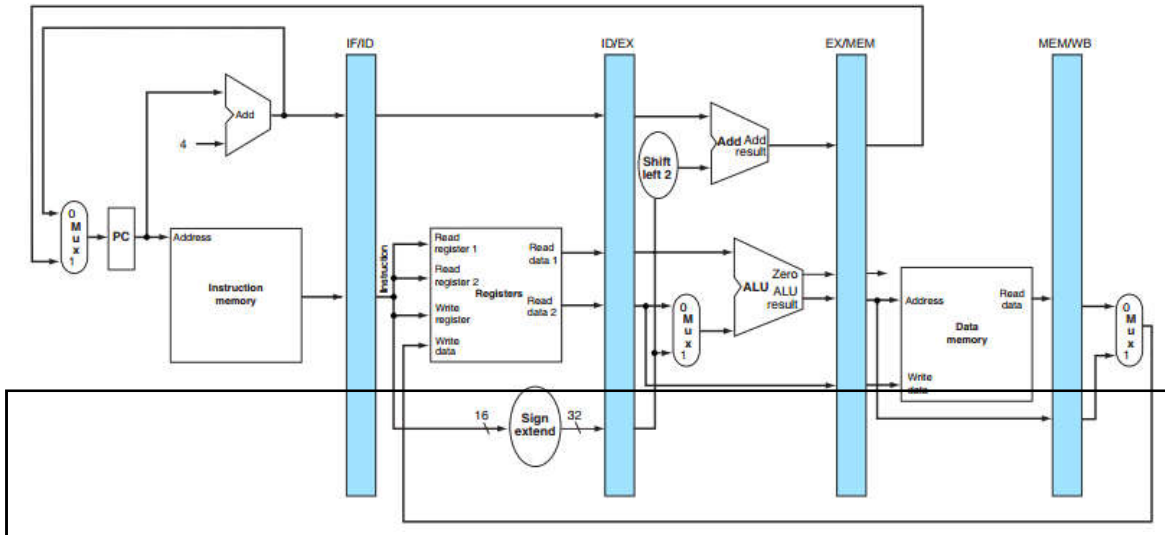 IF/ID
ID/EX
EX/MEM
MEM/WB
Add
4
Add Add
result
Shift
left 2
0
M
u
x
1
PC
Address
Instruction
memory
Instruction
Read
register 1
Read
register 2
Write
register
Write
data
Registers
Read
data 1
Read
data 2
0
M
u
x
1
Zero
ALU ALU
result
Address
Read
data
Data
memory
Write
data
0
M
u
x
1
16
Sign
extend
32